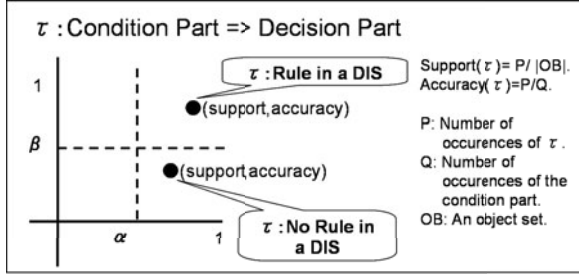 τ : Condition Part => Decision Part
τ : Rule in a DIS
1
(support,accuracy)
β
(support,accuracy)
τ : No Rule in
a DIS
α
1
Support(τ)= P/ |OB|.
Accuracy(τ)=P/Q.
P: Number of
occurences of τ .
Q: Number of
occurences of the
condition part.
OB: An object set.